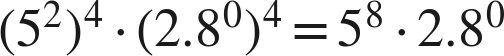 (5²)⁴ · (2.8⁰)⁴ = 5⁸ · 2.8⁰